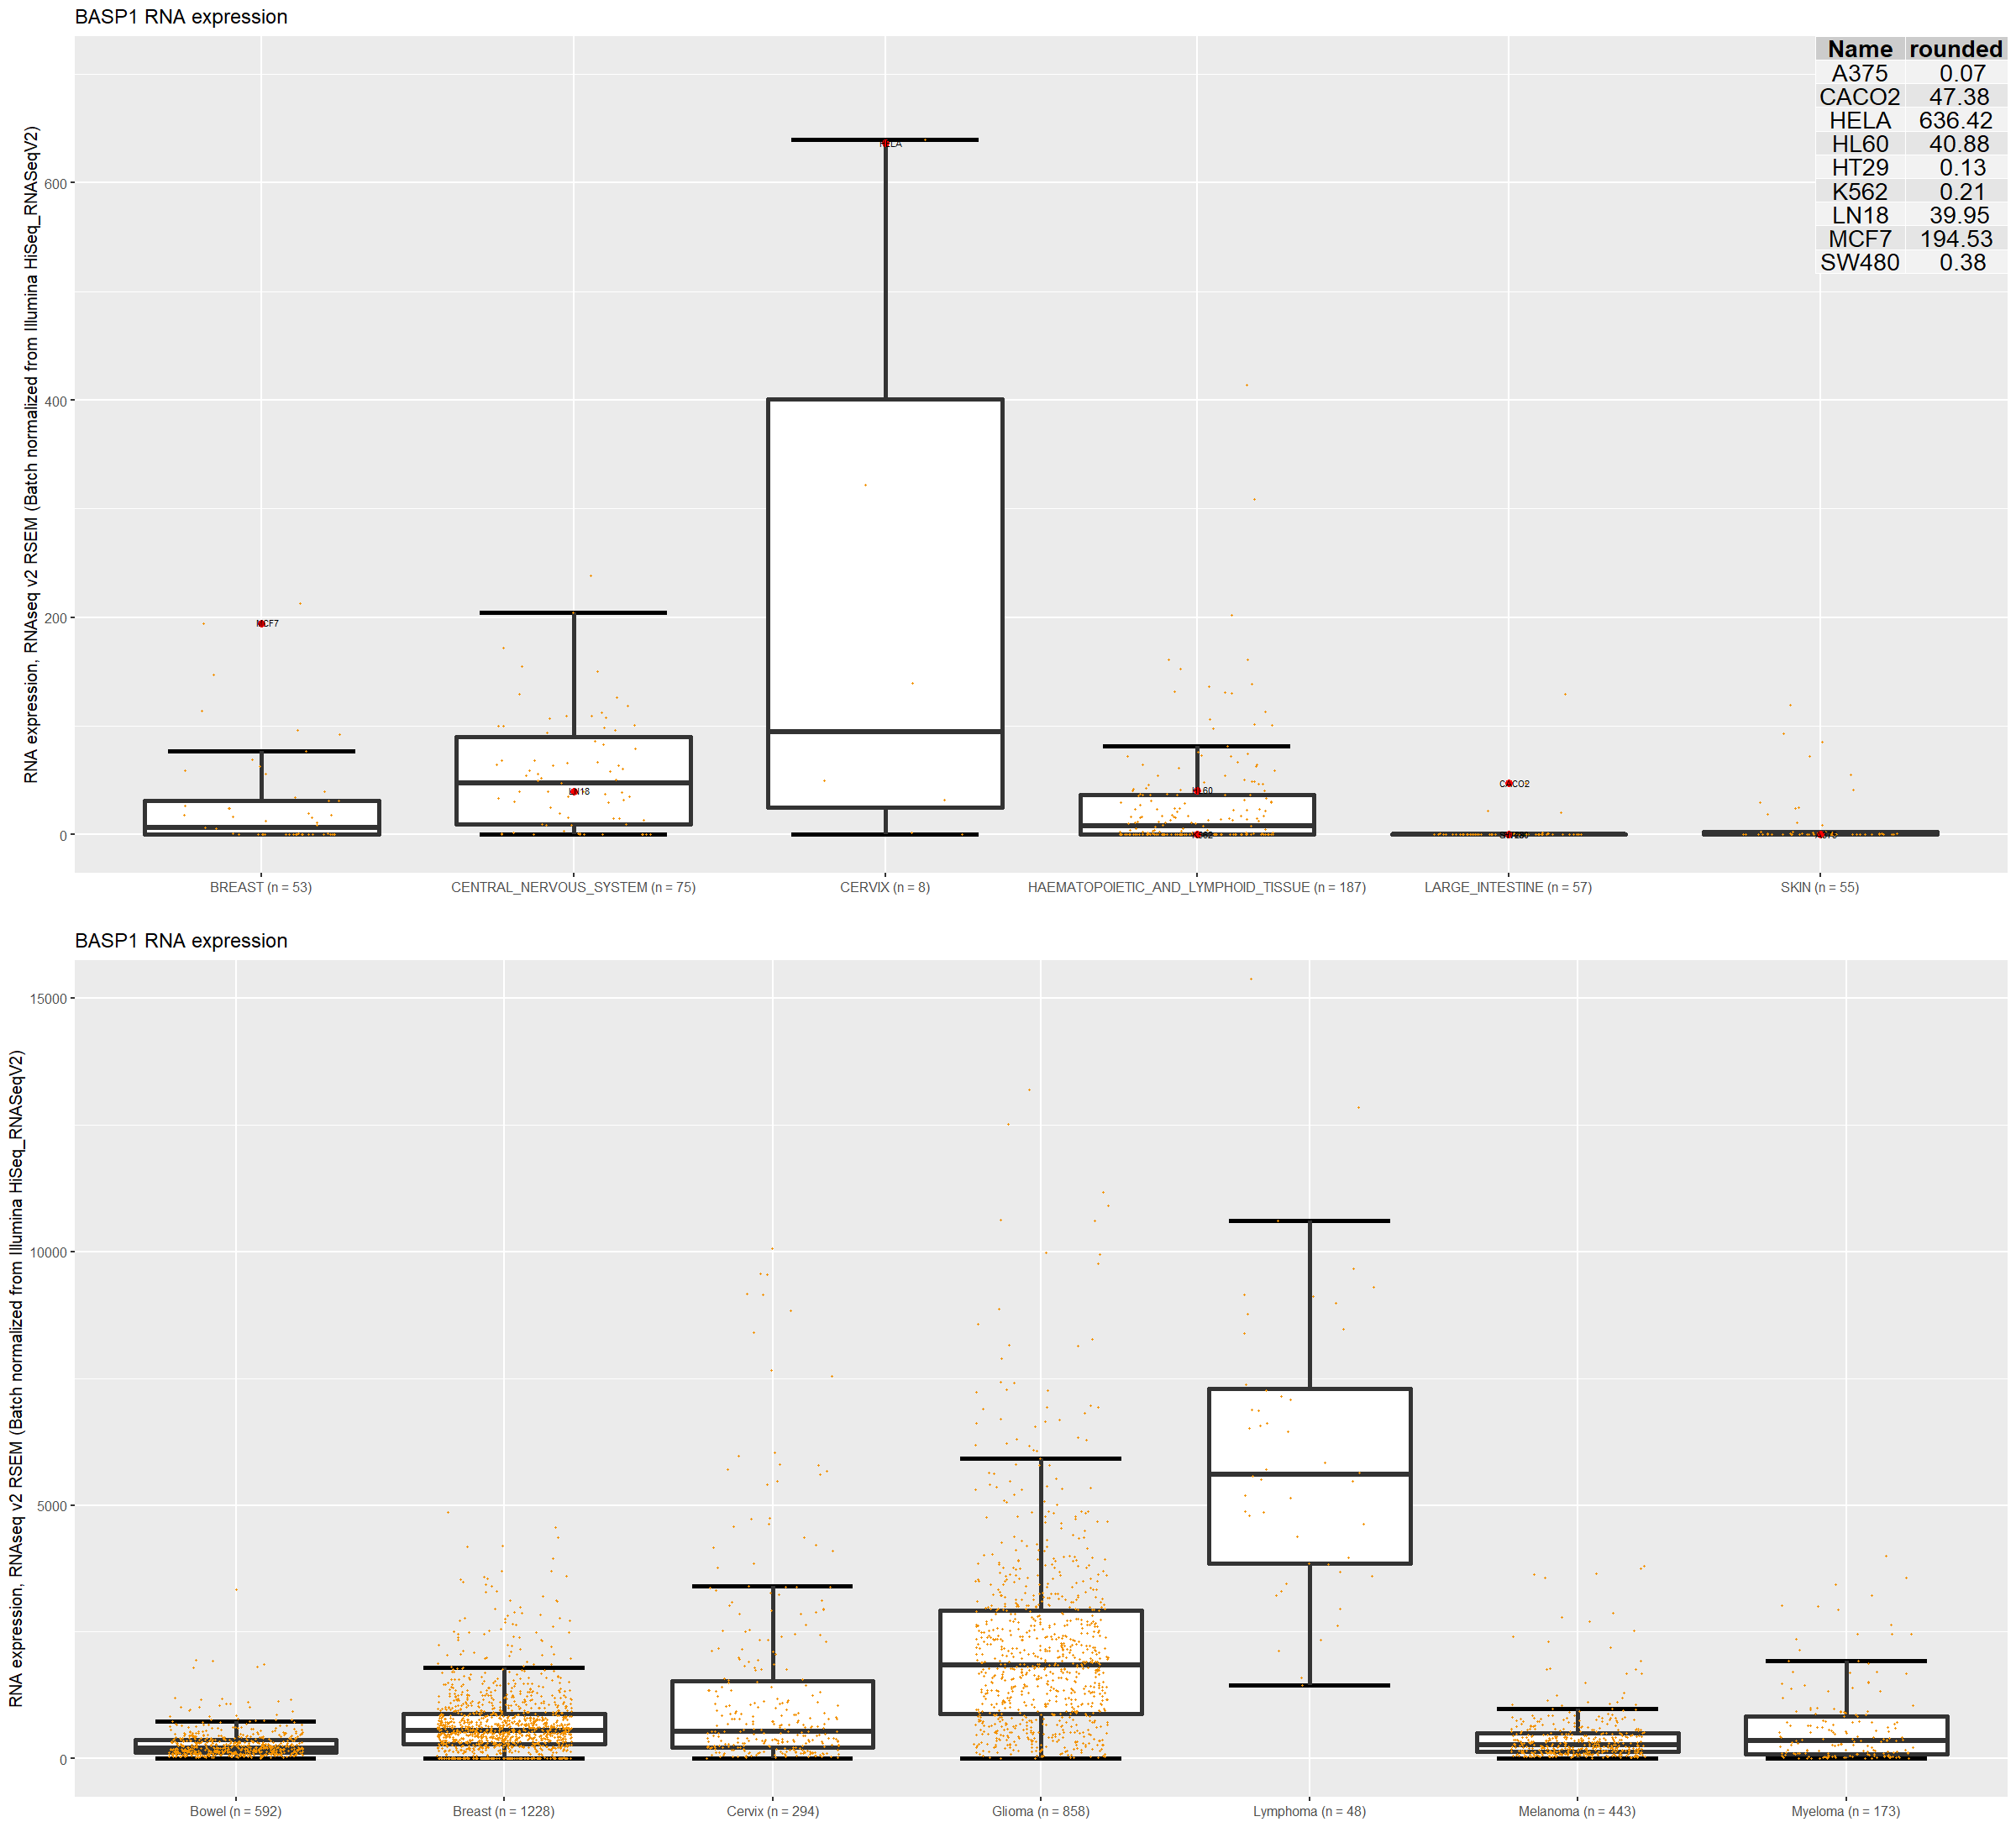 BASP1 RNA expression
RNA expression, RNAseq v2 RSEM (Batch normalized from Illumina HiSeq_RNASeqV2)
600
400
200
0
Name rounded
A375 0.07
CACO2 47.38
HELA 636.42
HL60 40.88
HT29 0.13
K562 0.21
LN18 39.95
MCF7 194.53
SW480 0.38
HELA
MCF7
LN18
HL60
K562
CACO2
A375
BREAST (n = 53)
CENTRAL_NERVOUS_SYSTEM (n = 75)
CERVIX (n = 8)
HAEMATOPOIETIC_AND_LYMPHOID_TISSUE (n = 187)
LARGE_INTESTINE (n = 57)
SKIN (n = 55)
BASP1 RNA expression
RNA expression, RNAseq v2 RSEM (Batch normalized from Illumina HiSeq_RNASeqV2)
15000
10000
5000
0
Bowel (n = 592)
Breast (n = 1228)
Cervix (n = 294)
Glioma (n = 858)
Lymphoma (n = 48)
Melanoma (n = 443)
Myeloma (n = 173)